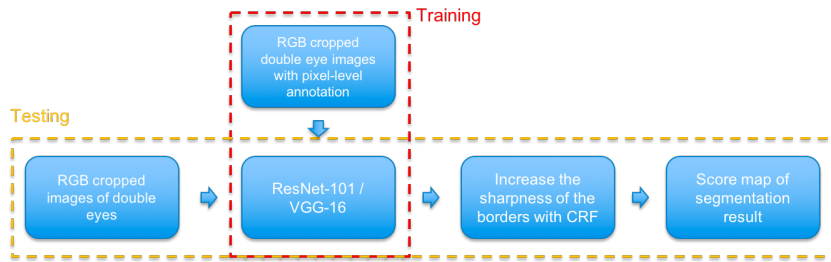 Training
RGB cropped
double eye images
with pixel-level
annotation
Testing
RGB cropped
images of double
eyes
ResNet-101 /
VGG-16
Increase the
sharpness of the
borders with CRF
Score map of
segmentation
result